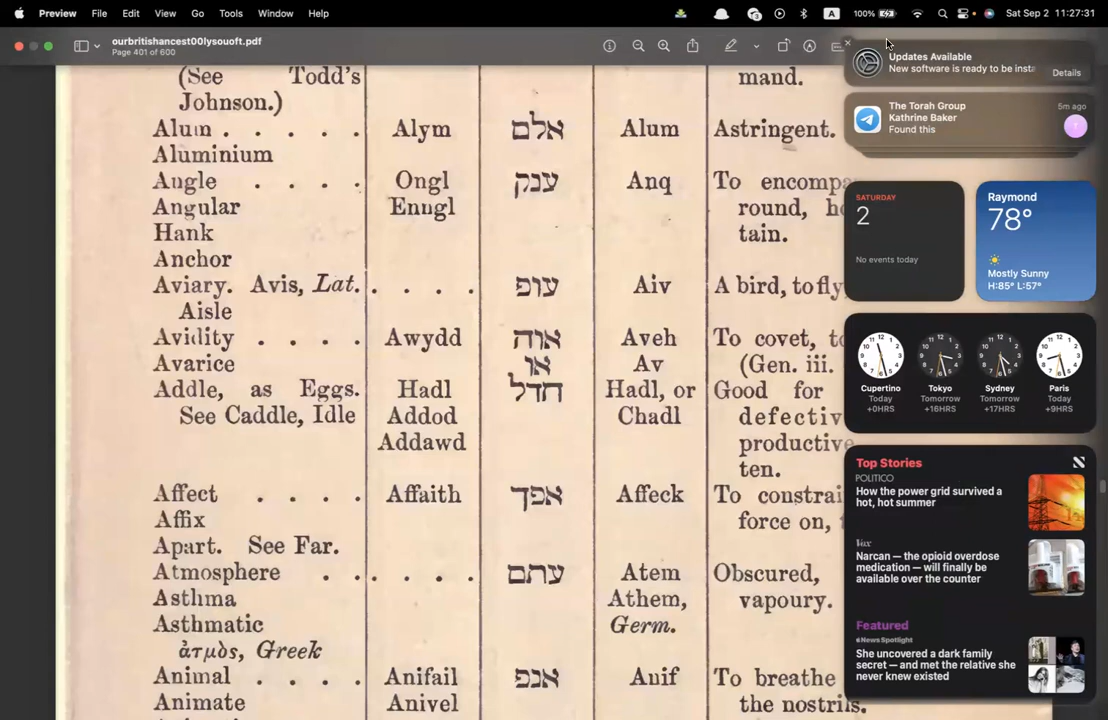 Preview File Edit View Go Tools Window Help
A 100% Sat Sep 2 11:27:31
ourbritishancest00lysouoft.pdf
Page 401 of 600
(See Todd's mand.
Johnson.)
Alum . . . . . Alym אלם Alum Astringent.
Aluminium
Angle . . . . Ongl ענק Anq To encompa
Angular Enngl round, ho
Hank tain.
Anchor
Aviary. Avis, Lat. . . . . עוף Aiv A bird, to fly
Aisle
Avidity . . . . Awydd אוה Aveh To covet, to
Avarice או Av (Gen. iii.
Addle, as Eggs. Hadl חדל Hadl, or Good for
See Caddle, Idle Addod Chadl defectiv
Addawd productive
ten.
Affect . . . . Affaith אפך Affeck To constrai
Affix force on,
Apart. See Far.
Atmosphere . . . . . . עתם Atem Obscured,
Asthma Athem, vapoury.
Asthmatic Germ.
ἀτμὸς, Greek
Animal . . . . Anifail אנפ Anif To breathe
Animate Anivel the nostrils.
Updates Available
New software is ready to be insta
Details
The Torah Group 5m ago
Kathrine Baker
Found this
SATURDAY
2
No events today
Raymond
78°
Mostly Sunny
H:85° L:57°
Cupertino Tokyo Sydney Paris
Today Tomorrow Tomorrow Today
+0HRS +16HRS +17HRS +9HRS
Top Stories
POLITICO
How the power grid survived a
hot, hot summer
Vox
Narcan — the opioid overdose
medication — will finally be
available over the counter
Featured
News Spotlight
She uncovered a dark family
secret — and met the relative she
never knew existed